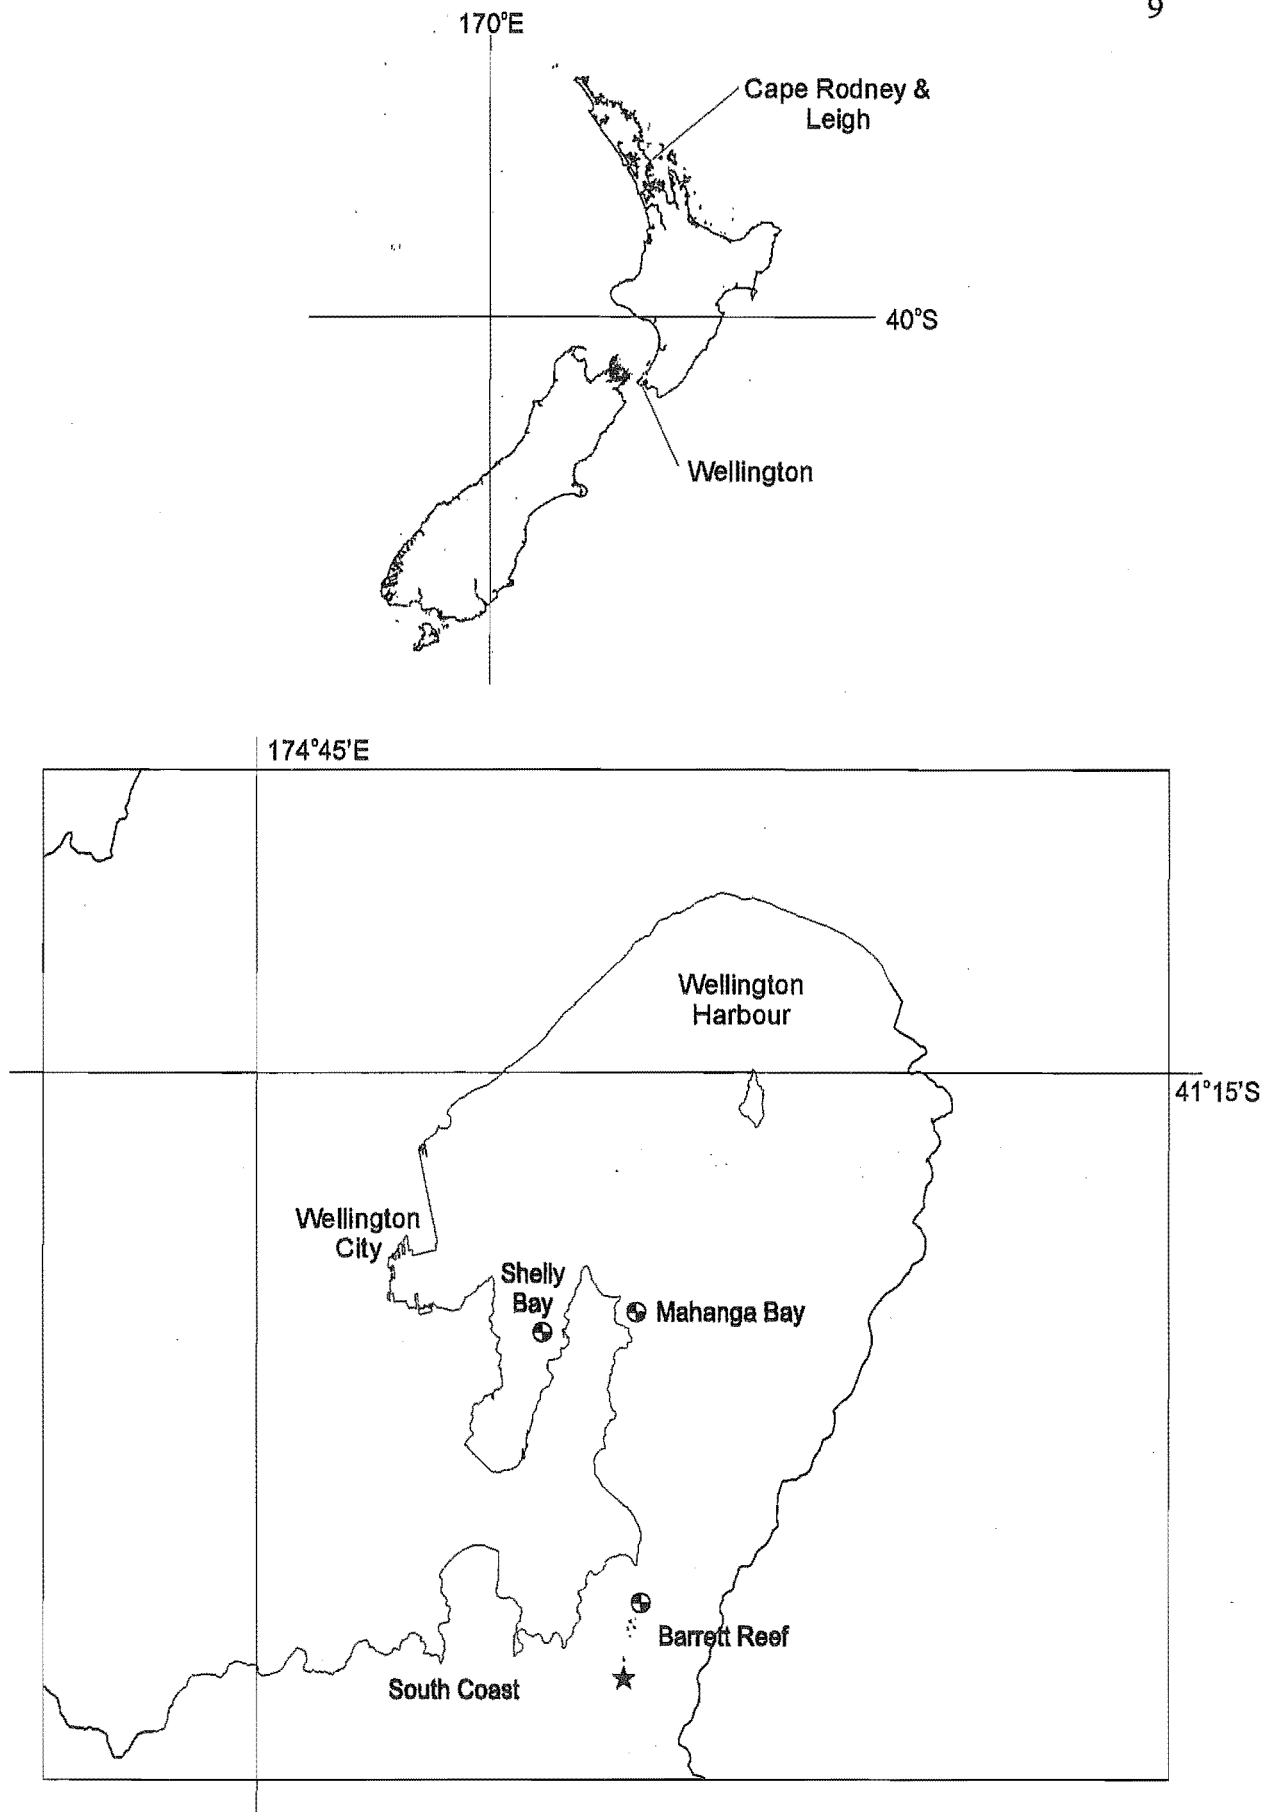 9
170°E
Cape Rodney &
Leigh
40°S
Wellington
174°45'E
Wellington
Harbour
41°15'S
Wellington
City
Shelly
Bay
Mahanga Bay
Barrett Reef
South Coast